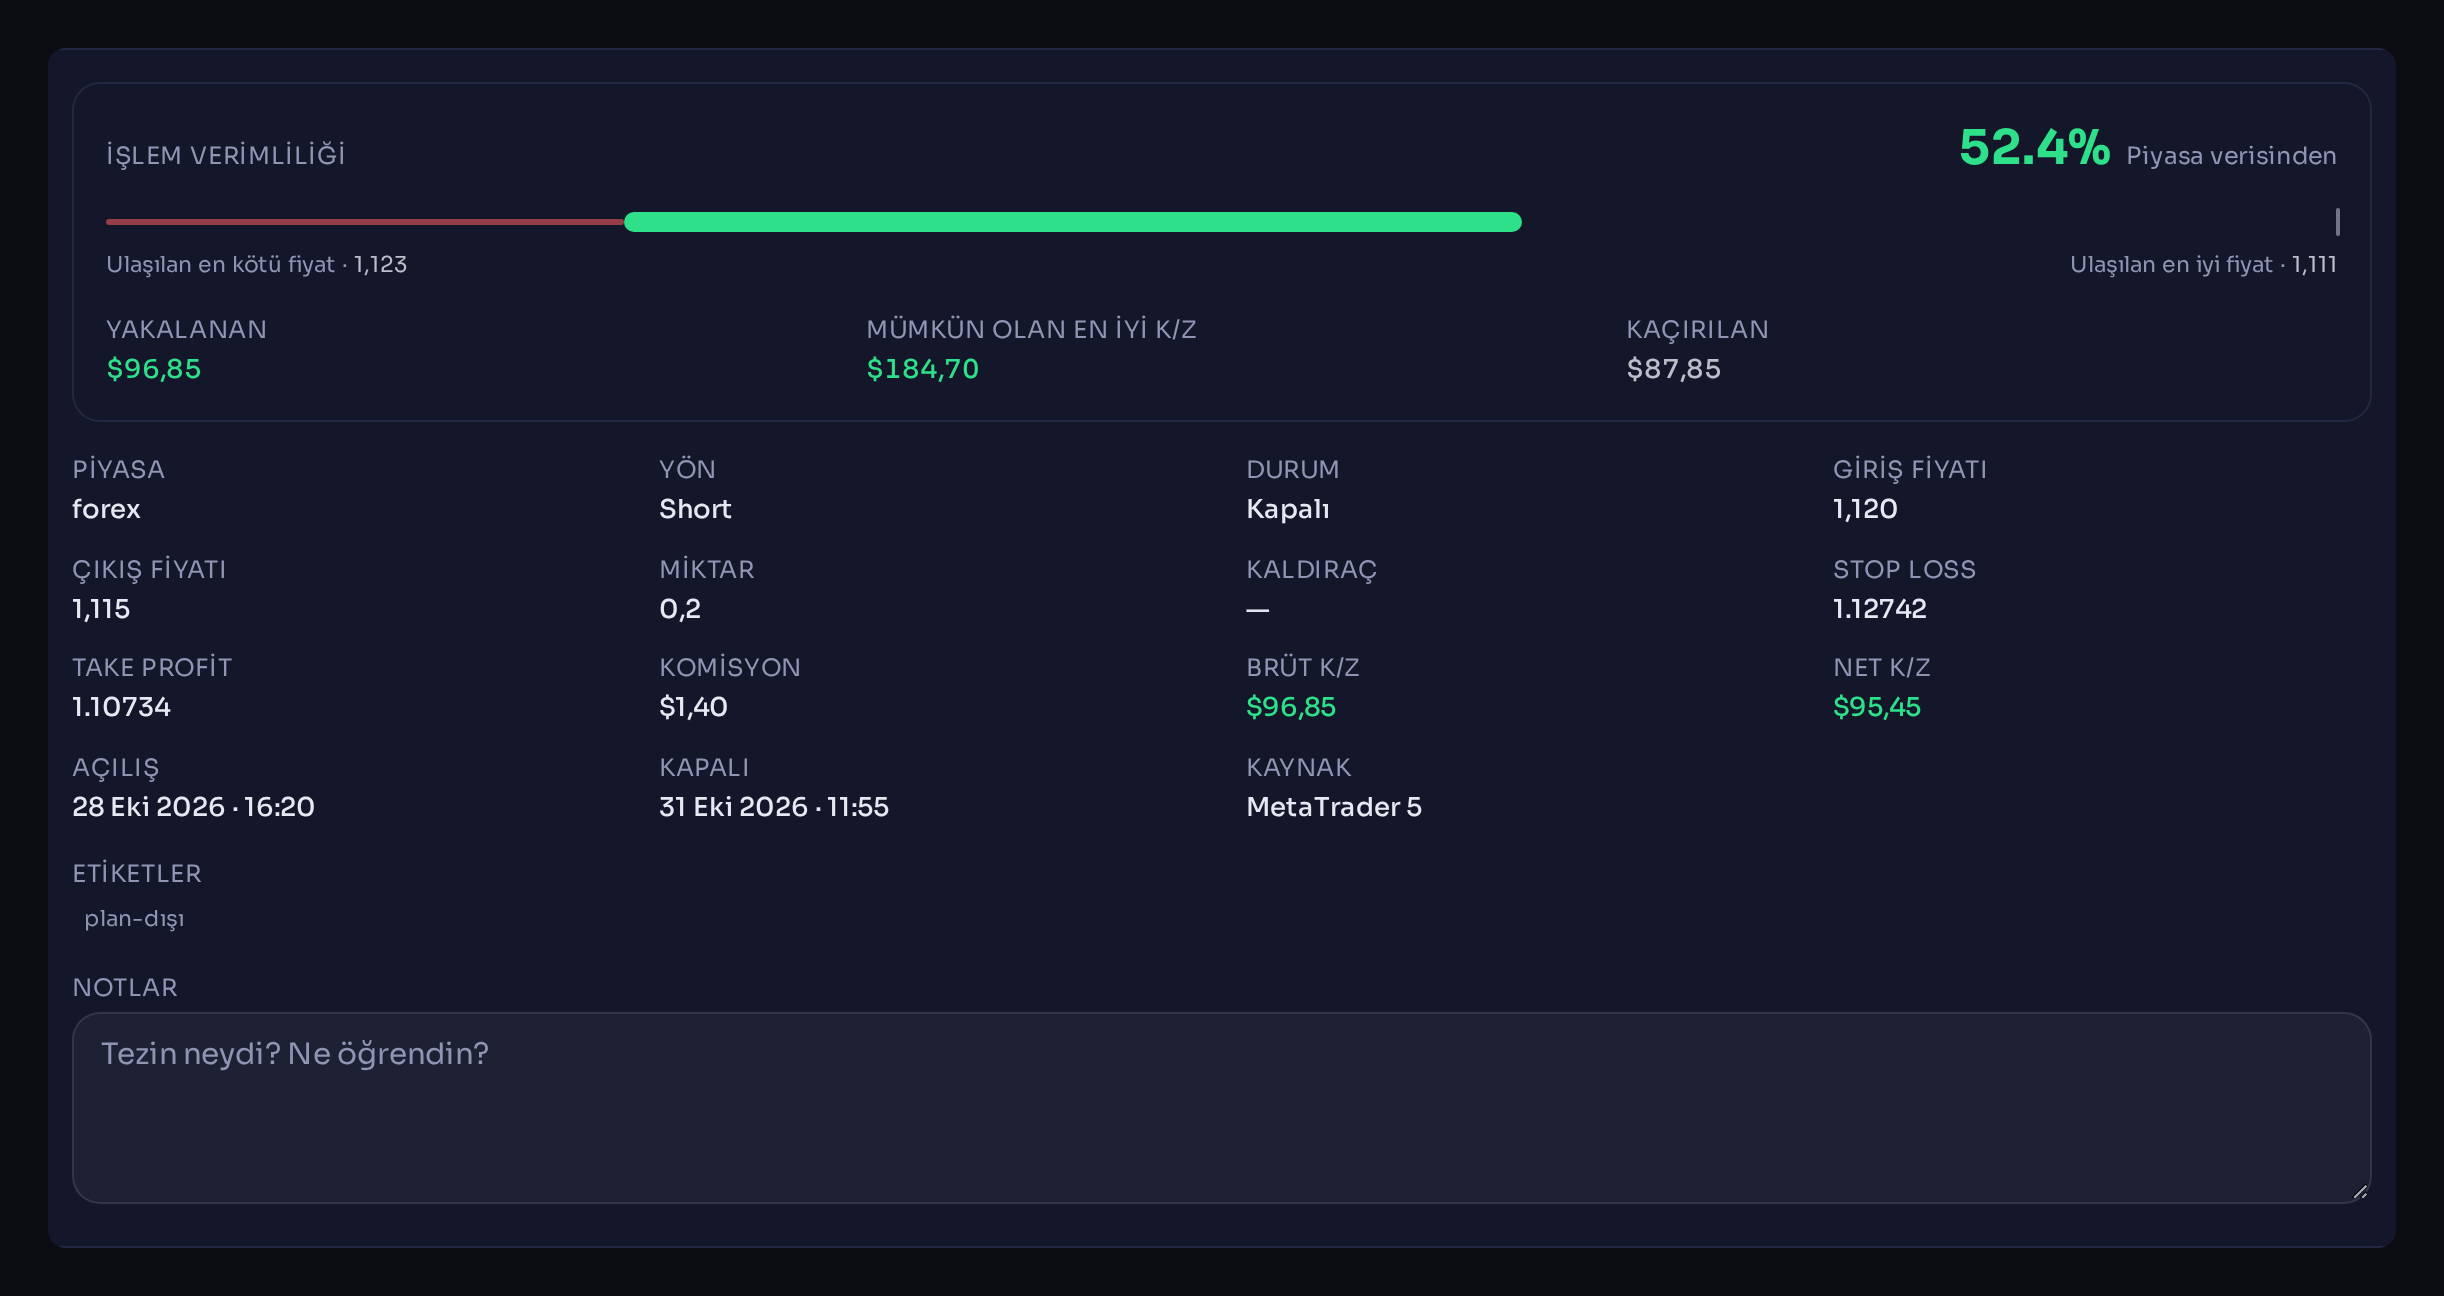 İŞLEM VERİMLİLİĞİ
52.4% Piyasa verisinden
Ulaşılan en kötü fiyat · 1,123
Ulaşılan en iyi fiyat · 1,111
YAKALANAN
$96,85
MÜMKÜN OLAN EN İYİ K/Z
$184,70
KAÇIRILAN
$87,85
PİYASA
forex
YÖN
Short
DURUM
Kapalı
GİRİŞ FİYATI
1,120
ÇIKIŞ FİYATI
1,115
MİKTAR
0,2
KALDIRAÇ
—
STOP LOSS
1.12742
TAKE PROFİT
1.10734
KOMİSYON
$1,40
BRÜT K/Z
$96,85
NET K/Z
$95,45
AÇILIŞ
28 Eki 2026 · 16:20
KAPALI
31 Eki 2026 · 11:55
KAYNAK
MetaTrader 5
ETİKETLER
plan-dışı
NOTLAR
Tezin neydi? Ne öğrendin?